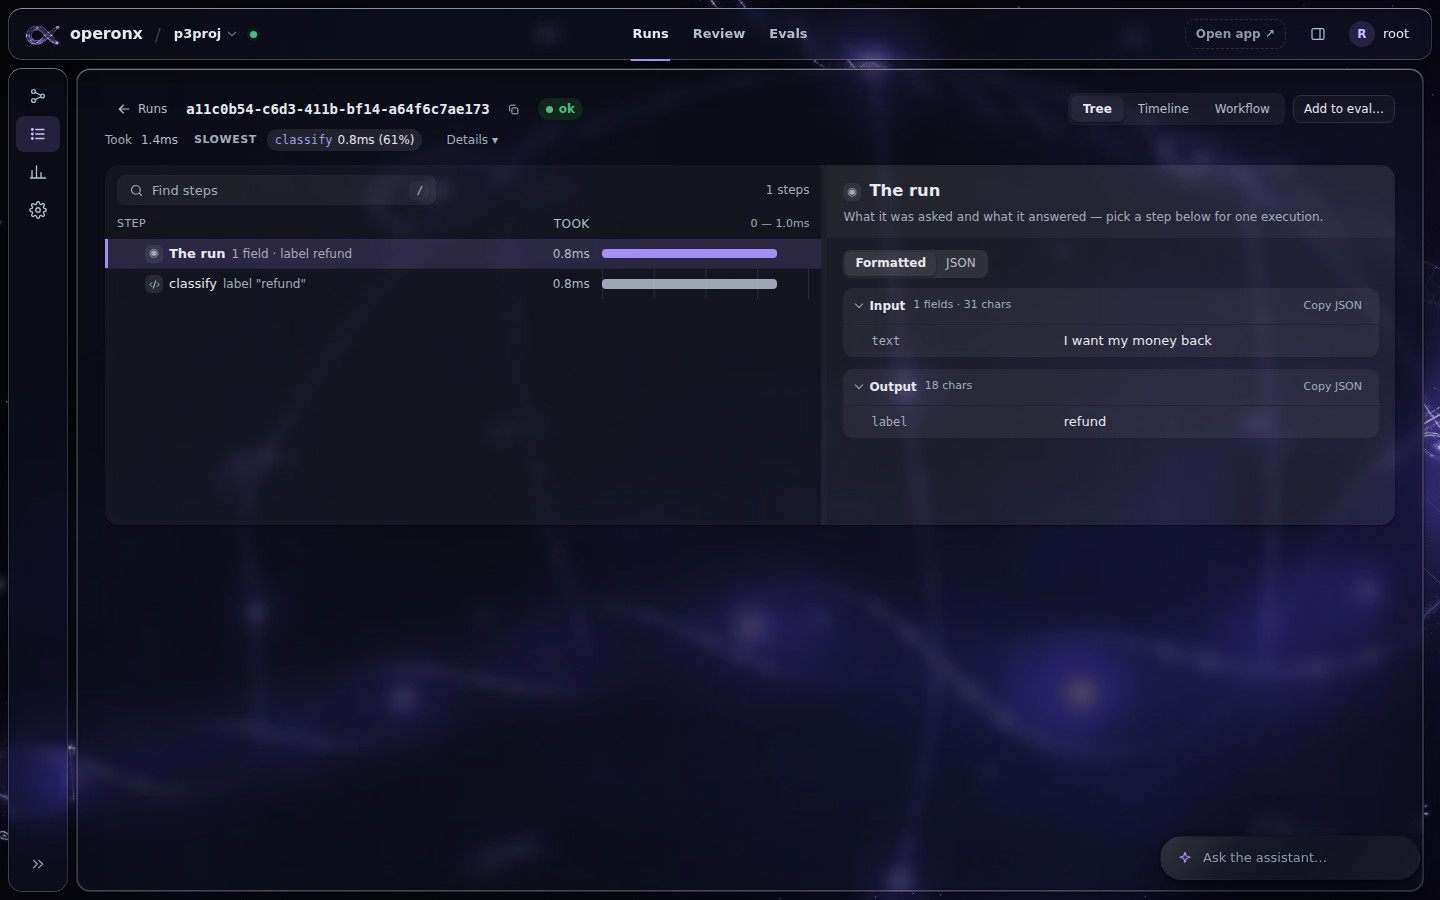 operonx / p3proj
Runs Review Evals
Open app ↗
R root
Runs a11c0b54-c6d3-411b-bf14-a64f6c7ae173 ok
Tree Timeline Workflow Add to eval...
Took 1.4ms SLOWEST classify 0.8ms (61%) Details ▾
Find steps /
1 steps
STEP TOOK 0 — 1.0ms
The run 1 field · label refund 0.8ms
classify label "refund" 0.8ms
The run
What it was asked and what it answered — pick a step below for one execution.
Formatted JSON
Input 1 fields · 31 chars Copy JSON
text I want my money back
Output 18 chars Copy JSON
label refund
Ask the assistant...